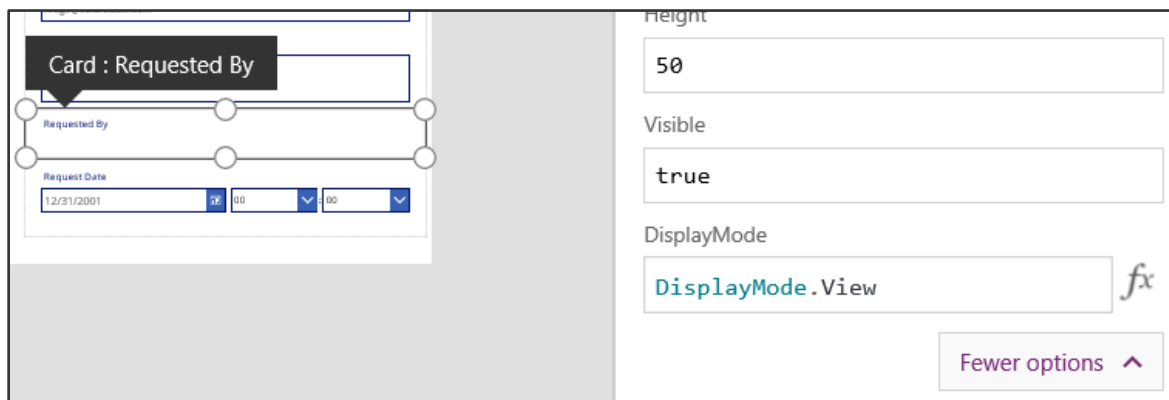 Height
50
Card : Requested By
Visible
Requested By
true
Request Date
12/31/2001
00
:
00
DisplayMode
DisplayMode.View
fx
Fewer options